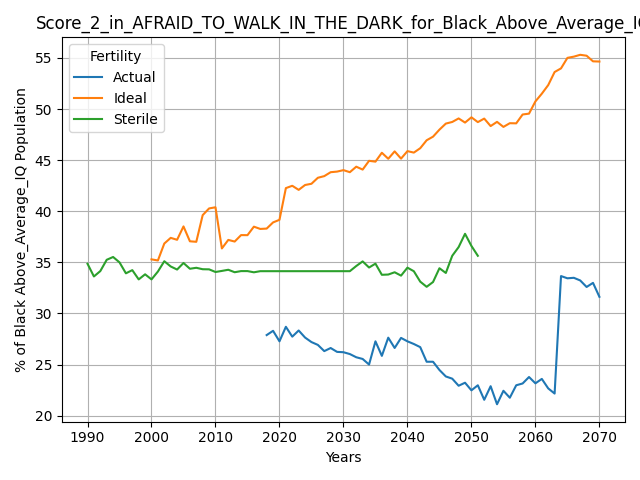 Score_2_in_AFRAID_TO_WALK_IN_THE_DARK_for_Black_Above_Average_IQ
Fertility
Actual
Ideal
Sterile
% of Black Above_Average_IQ Population
55
50
45
40
35
30
25
20
1990 2000 2010 2020 2030 2040 2050 2060 2070
Years